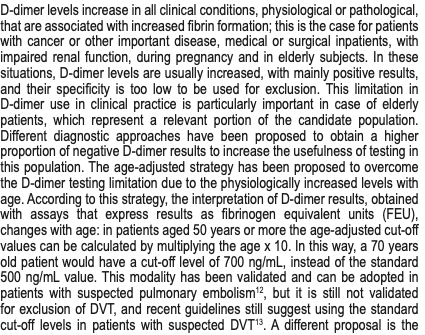 D-dimer levels increase in all clinical conditions, physiological or pathological,
that are associated with increased fibrin formation; this is the case for patients
with cancer or other important disease, medical or surgical inpatients, with
impaired renal function, during pregnancy and in elderly subjects. In these
situations, D-dimer levels are usually increased, with mainly positive results,
and their specificity is too low to be used for exclusion. This limitation in
D-dimer use in clinical practice is particularly important in case of elderly
patients, which represent a relevant portion of the candidate population.
Different diagnostic approaches have been proposed to obtain a higher
proportion of negative D-dimer results to increase the usefulness of testing in
this population. The age-adjusted strategy has been proposed to overcome
the D-dimer testing limitation due to the physiologically increased levels with
age. According to this strategy, the interpretation of D-dimer results, obtained
with assays that express results as fibrinogen equivalent units (FEU),
changes with age: in patients aged 50 years or more the age-adjusted cut-off
values can be calculated by multiplying the age x 10. In this way, a 70 years
old patient would have a cut-off level of 700 ng/mL, instead of the standard
500 ng/mL value. This modality has been validated and can be adopted in
patients with suspected pulmonary embolism¹², but it is still not validated
for exclusion of DVT, and recent guidelines still suggest using the standard
cut-off levels in patients with suspected DVT¹³. A different proposal is the